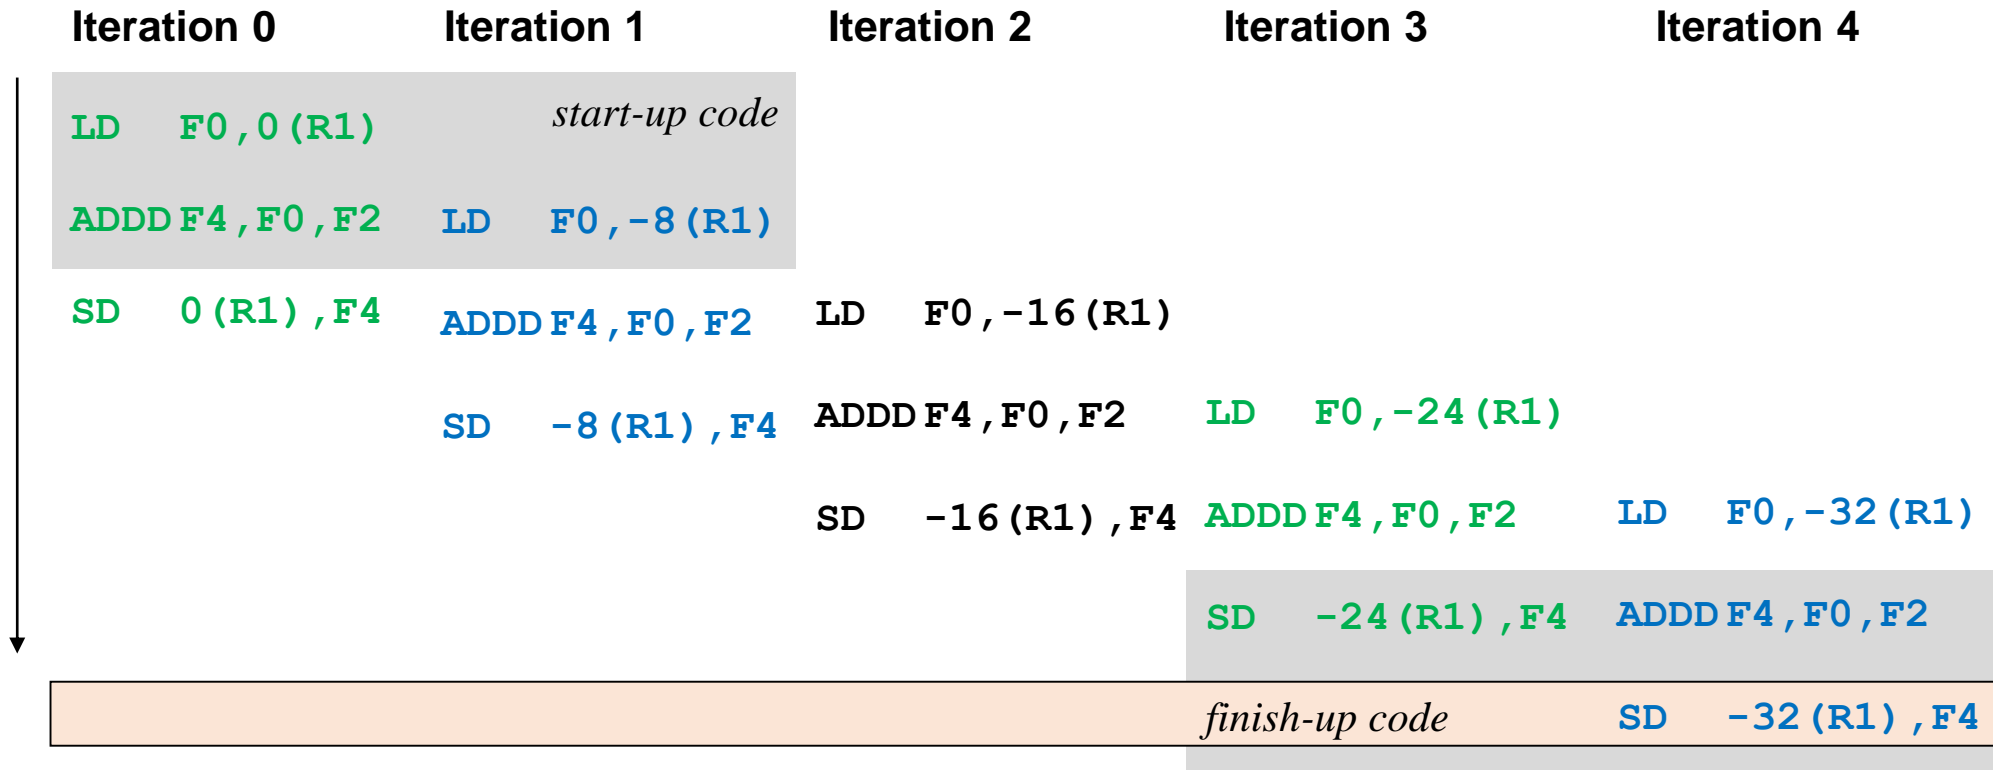 Iteration 0 Iteration 1 Iteration 2 Iteration 3 Iteration 4
start-up code
LD F0,0(R1)
ADDD F4,F0,F2 LD F0,-8(R1)
SD 0(R1),F4 ADDD F4,F0,F2 LD F0,-16(R1)
SD -8(R1),F4 ADDD F4,F0,F2 LD F0,-24(R1)
SD -16(R1),F4 ADDD F4,F0,F2 LD F0,-32(R1)
SD -24(R1),F4 ADDD F4,F0,F2
finish-up code SD -32(R1),F4